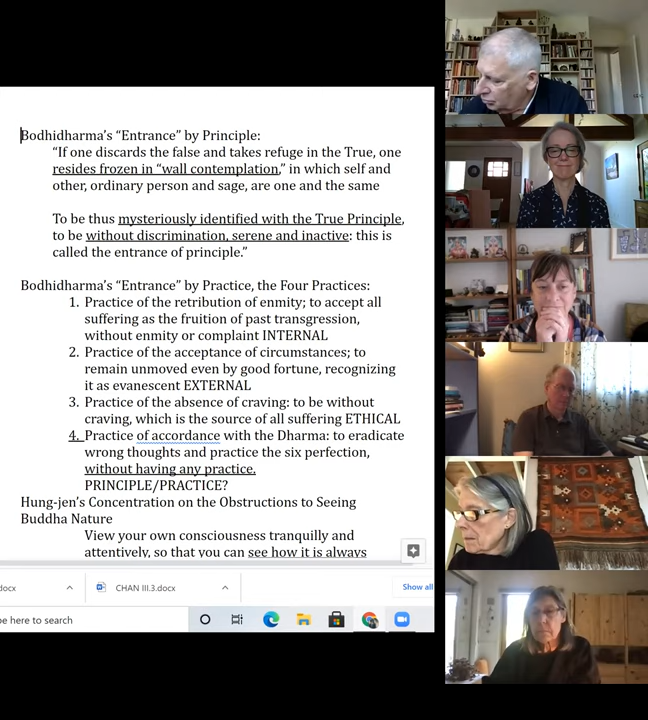 Bodhidharma's “Entrance” by Principle:
“If one discards the false and takes refuge in the True, one
resides frozen in “wall contemplation,” in which self and
other, ordinary person and sage, are one and the same
To be thus mysteriously identified with the True Principle,
to be without discrimination, serene and inactive: this is
called the entrance of principle.”
Bodhidharma's “Entrance” by Practice, the Four Practices:
1. Practice of the retribution of enmity; to accept all
suffering as the fruition of past transgression,
without enmity or complaint INTERNAL
2. Practice of the acceptance of circumstances; to
remain unmoved even by good fortune, recognizing
it as evanescent EXTERNAL
3. Practice of the absence of craving: to be without
craving, which is the source of all suffering ETHICAL
4. Practice of accordance with the Dharma: to eradicate
wrong thoughts and practice the six perfection,
without having any practice.
PRINCIPLE/PRACTICE?
Hung-jen's Concentration on the Obstructions to Seeing
Buddha Nature
View your own consciousness tranquilly and
attentively, so that you can see how it is always
docx
CHAN III.3.docx
Show all
pe here to search